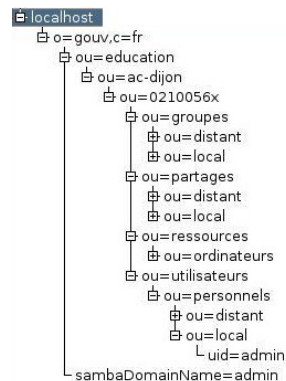 localhost
o=gouv,c=fr
ou=education
ou=ac-dijon
ou=0210056x
ou=groupes
ou=distant
ou=local
ou=partages
ou=distant
ou=local
ou=ressources
ou=ordinateurs
ou=utilisateurs
ou=personnels
ou=distant
ou=local
uid=admin
sambaDomainName=admin